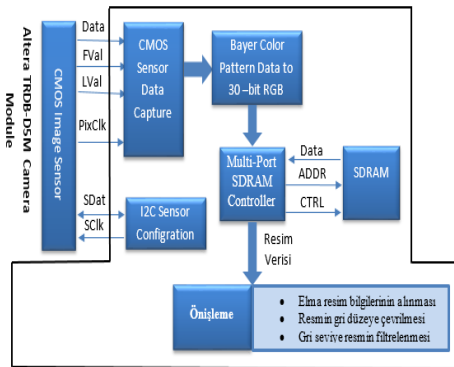 Altera TRDB-D5M Camera
Module
CMOS Image Sensor
Data
FVal
LVal
PixClk
SDat
SClk
CMOS
Sensor
Data
Capture
I2C Sensor
Configration
Bayer Color
Pattern Data to
30 –bit RGB
Multi-Port
SDRAM
Controller
Data
ADDR
CTRL
SDRAM
Resim
Verisi
Önişleme
• Elma resim bilgilerinin alınması
• Resmin gri düzeye çevrilmesi
• Gri seviye resmin filtrelenmesi